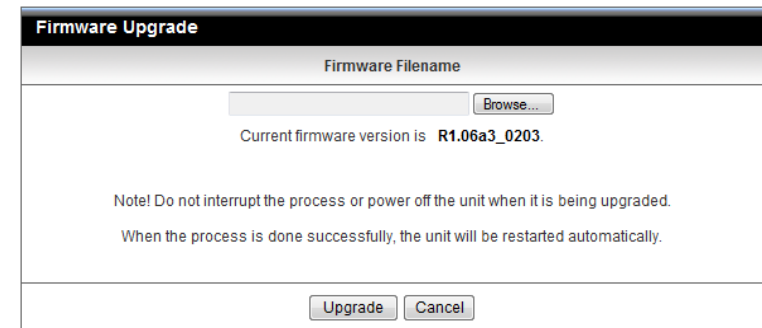 Firmware Upgrade
Firmware Filename
Browse...
Current firmware version is R1.06a3_0203.
Note! Do not interrupt the process or power off the unit when it is being upgraded.
When the process is done successfully, the unit will be restarted automatically.
Upgrade Cancel